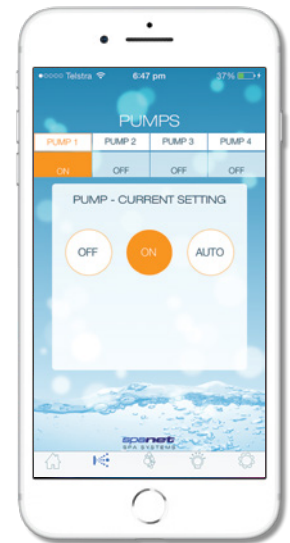 Telstra 6:47 pm 37%
PUMPS
PUMP 1 PUMP 2 PUMP 3 PUMP 4
ON OFF OFF OFF
PUMP - CURRENT SETTING
OFF ON AUTO
spanet
SPA SYSTEMS